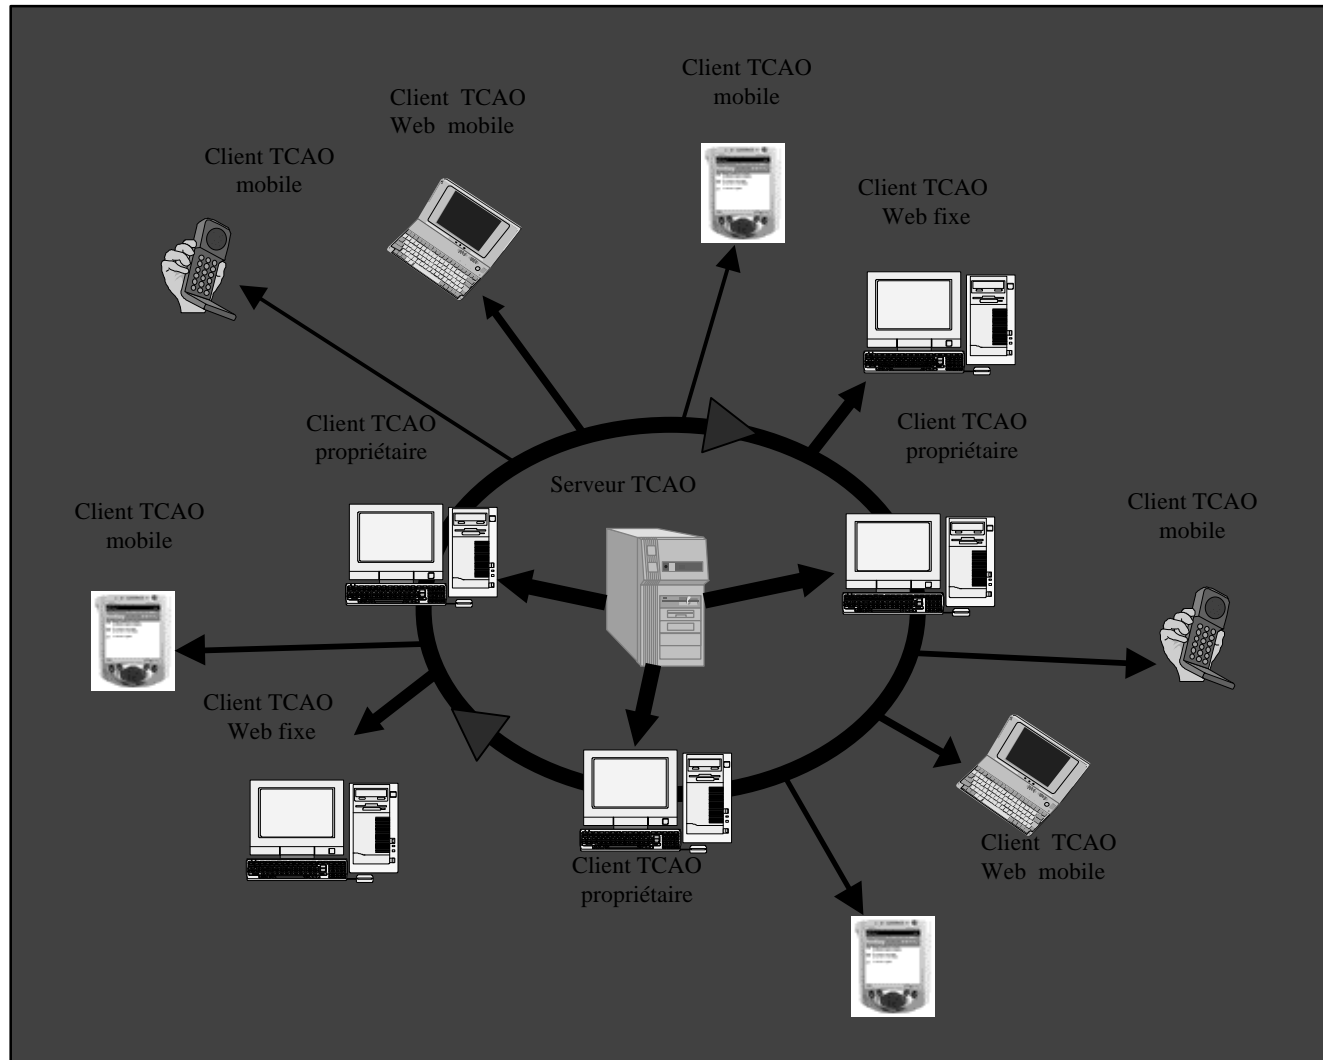 Client TCAO
mobile
Client TCAO
Web mobile
Client TCAO
mobile
Client TCAO
Web fixe
Client TCAO
propriétaire
Client TCAO
propriétaire
Serveur TCAO
Client TCAO
mobile
Client TCAO
mobile
Client TCAO
Web fixe
Client TCAO
Web mobile
Client TCAO
propriétaire